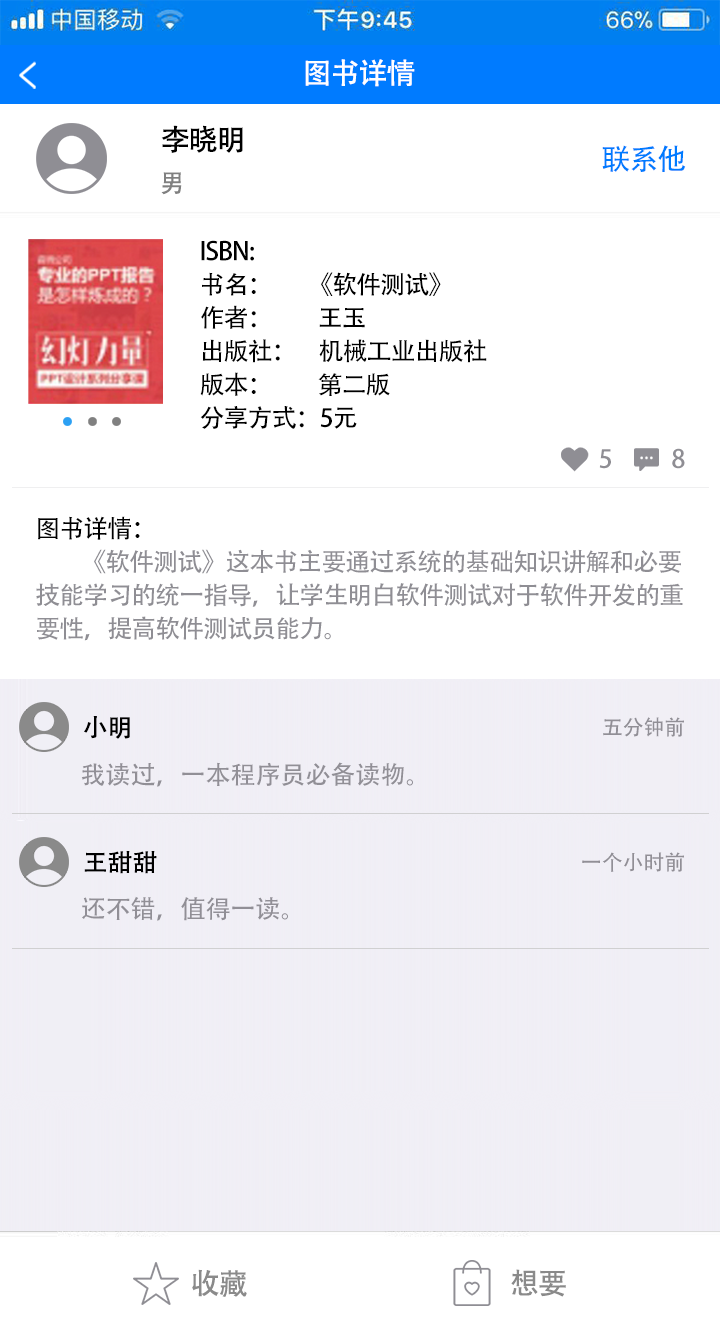 中国移动 下午9:45 66%
图书详情
李晓明
男
联系他
咨询公司
专业的PPT报告
是怎样炼成的？
幻灯力量
PPT设计系列分享课
ISBN:
书名： 《软件测试》
作者： 王玉
出版社： 机械工业出版社
版本： 第二版
分享方式： 5元
5 8
图书详情：
《软件测试》这本书主要通过系统的基础知识讲解和必要
技能学习的统一指导，让学生明白软件测试对于软件开发的重
要性，提高软件测试员能力。
小明 五分钟前
我读过，一本程序员必备读物。
王甜甜 一个小时前
还不错，值得一读。
收藏 想要